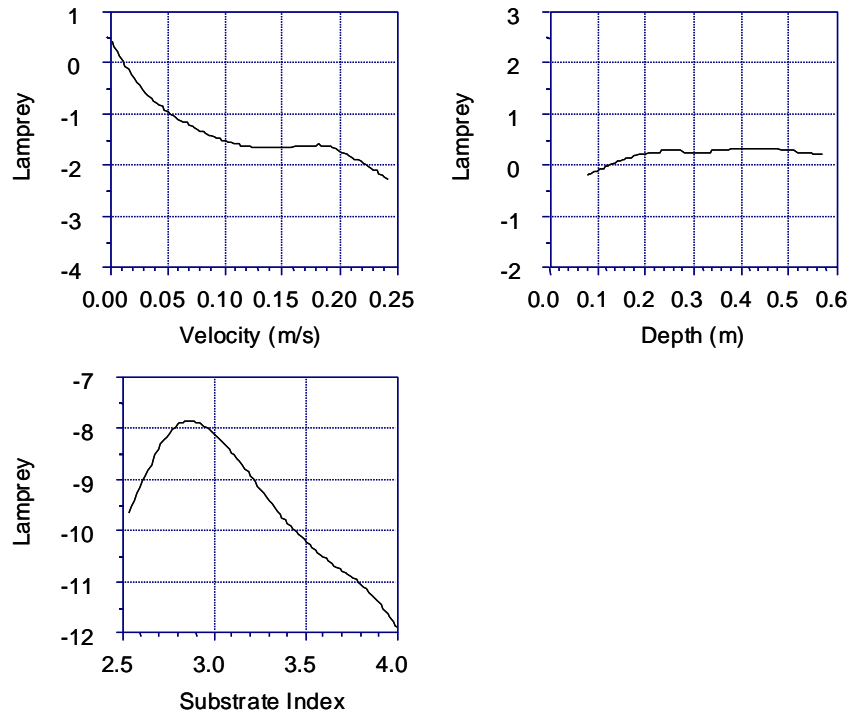 1
0
-1
-2
-3
-4
Lamprey
0.00 0.05 0.10 0.15 0.20 0.25
Velocity (m/s)
3
2
1
0
-1
-2
Lamprey
0.0 0.1 0.2 0.3 0.4 0.5 0.6
Depth (m)
-7
-8
-9
-10
-11
-12
Lamprey
2.5 3.0 3.5 4.0
Substrate Index